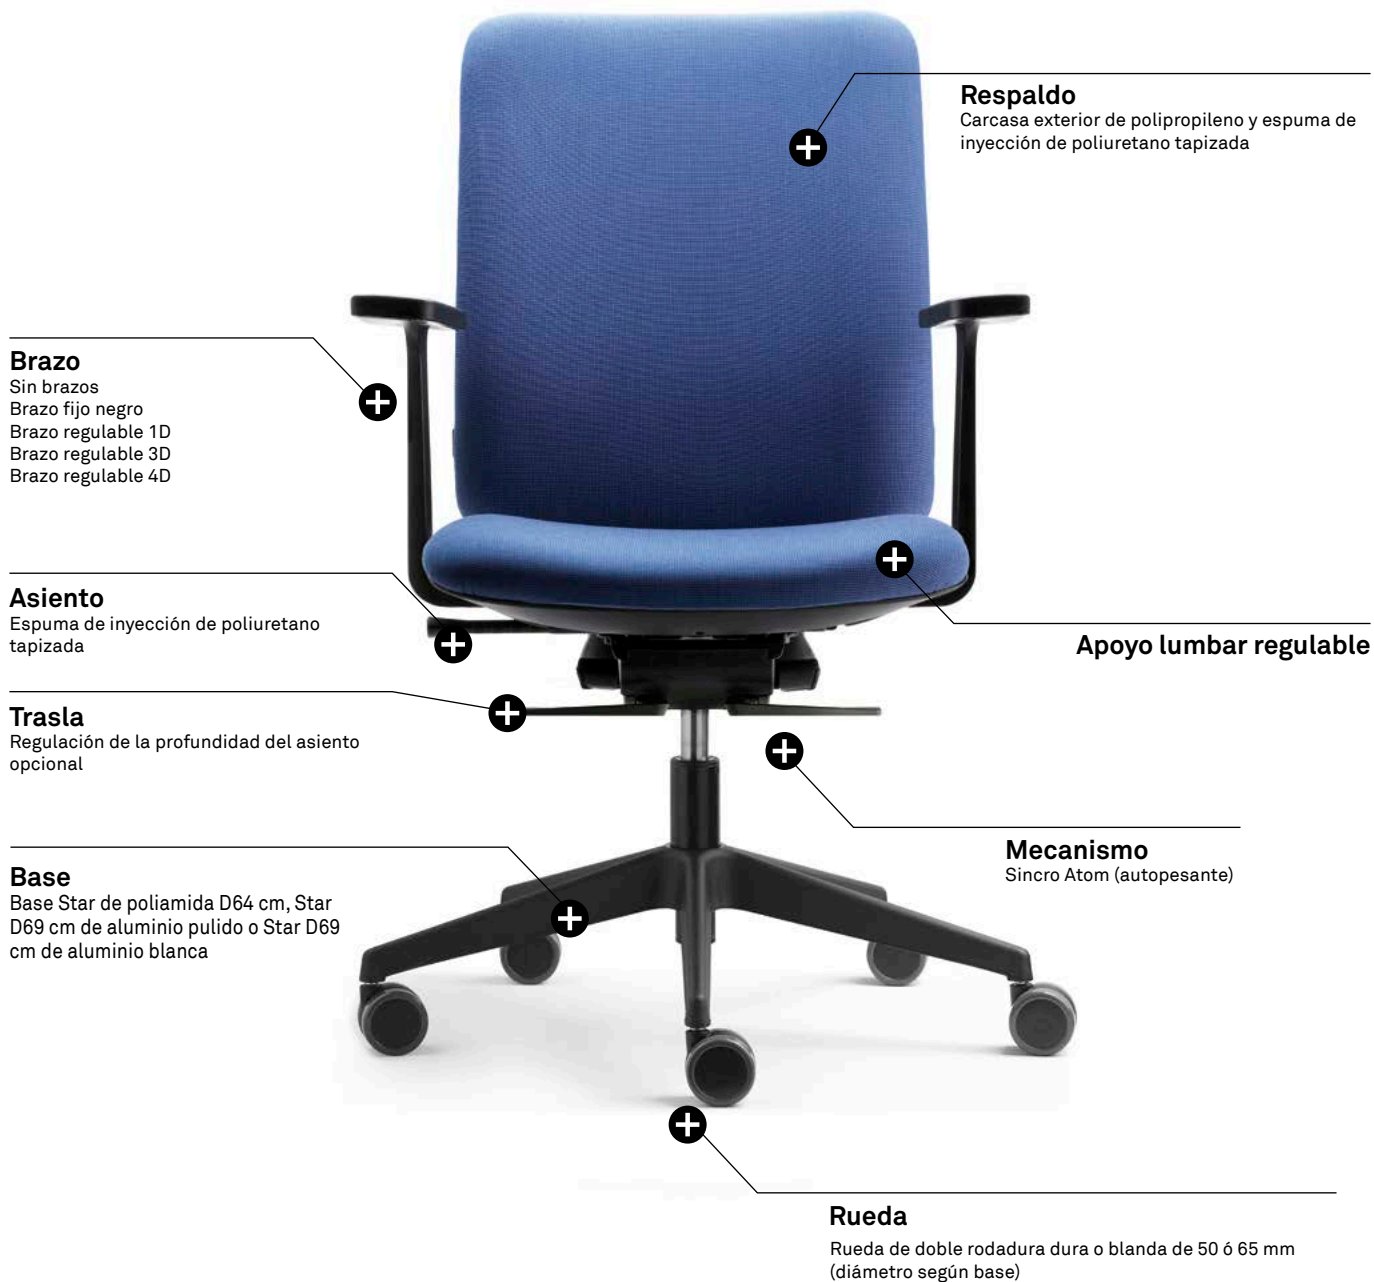 Respaldo
Carcasa exterior de polipropileno y espuma de
inyección de poliuretano tapizada
Brazo
Sin brazos
Brazo fijo negro
Brazo regulable 1D
Brazo regulable 3D
Brazo regulable 4D
Asiento
Espuma de inyección de poliuretano
tapizada
Apoyo lumbar regulable
Trasla
Regulación de la profundidad del asiento
opcional
Mecanismo
Sincro Atom (autopesante)
Base
Base Star de poliamida D64 cm, Star
D69 cm de aluminio pulido o Star D69
cm de aluminio blanca
Rueda
Rueda de doble rodadura dura o blanda de 50 ó 65 mm
(diámetro según base)